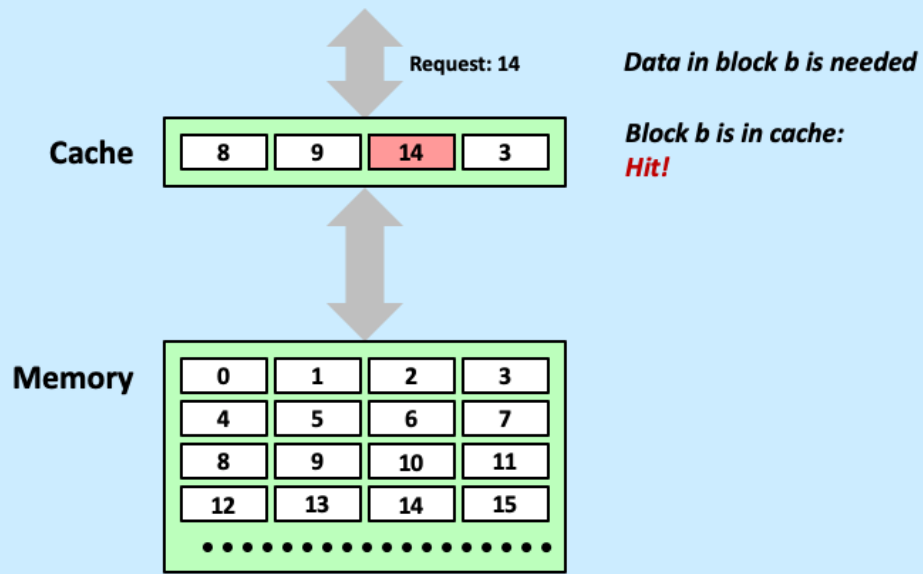 Request: 14
Data in block b is needed
Cache
8 9 14 3
Block b is in cache:
Hit!
Memory
0 1 2 3
4 5 6 7
8 9 10 11
12 13 14 15